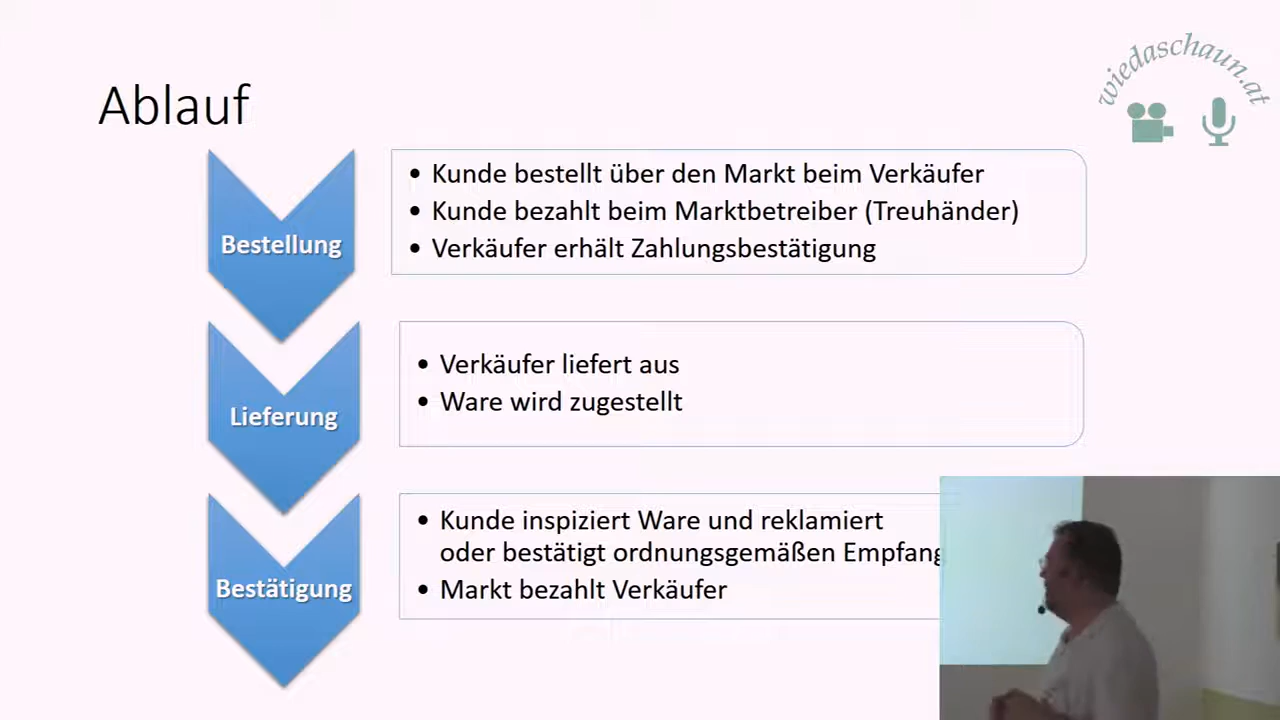 wiedaschaun.at
Ablauf
Bestellung
• Kunde bestellt über den Markt beim Verkäufer
• Kunde bezahlt beim Marktbetreiber (Treuhänder)
• Verkäufer erhält Zahlungsbestätigung
Lieferung
• Verkäufer liefert aus
• Ware wird zugestellt
Bestätigung
• Kunde inspiziert Ware und reklamiert
oder bestätigt ordnungsgemäßen Empfang
• Markt bezahlt Verkäufer